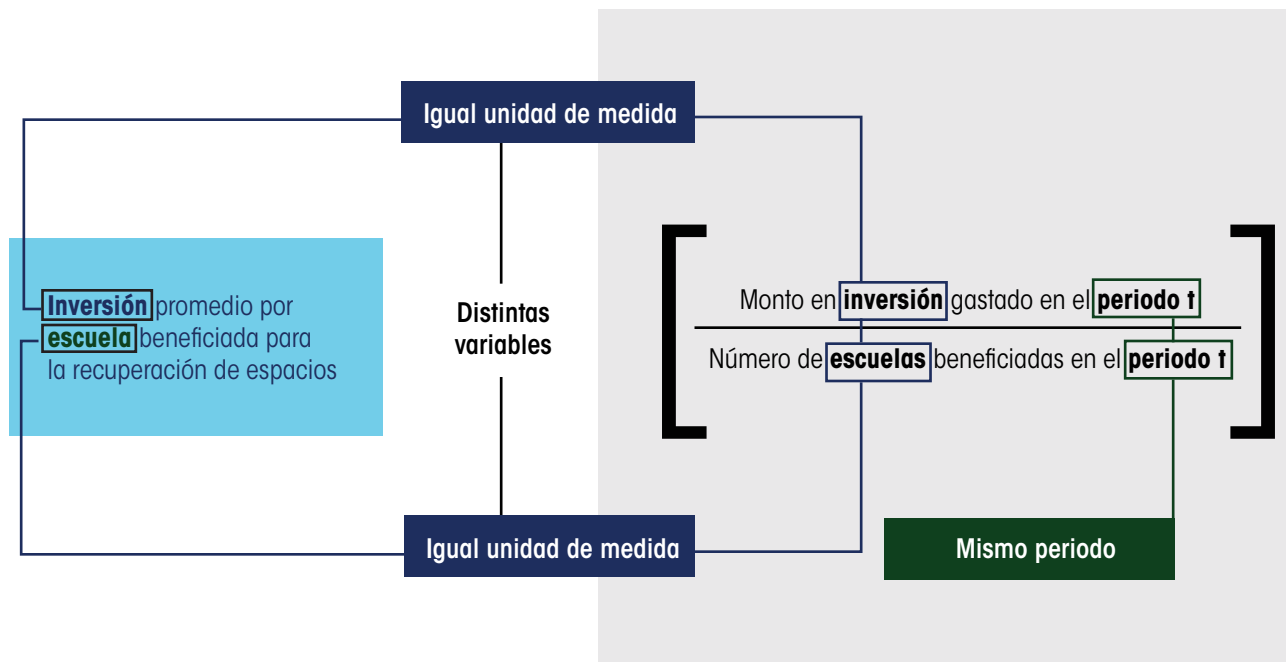 Igual unidad de medida
Inversión promedio por
escuela beneficiada para
la recuperación de espacios
Distintas
variables
Monto en inversión gastado en el periodo t
Número de escuelas beneficiadas en el periodo t
Igual unidad de medida
Mismo periodo